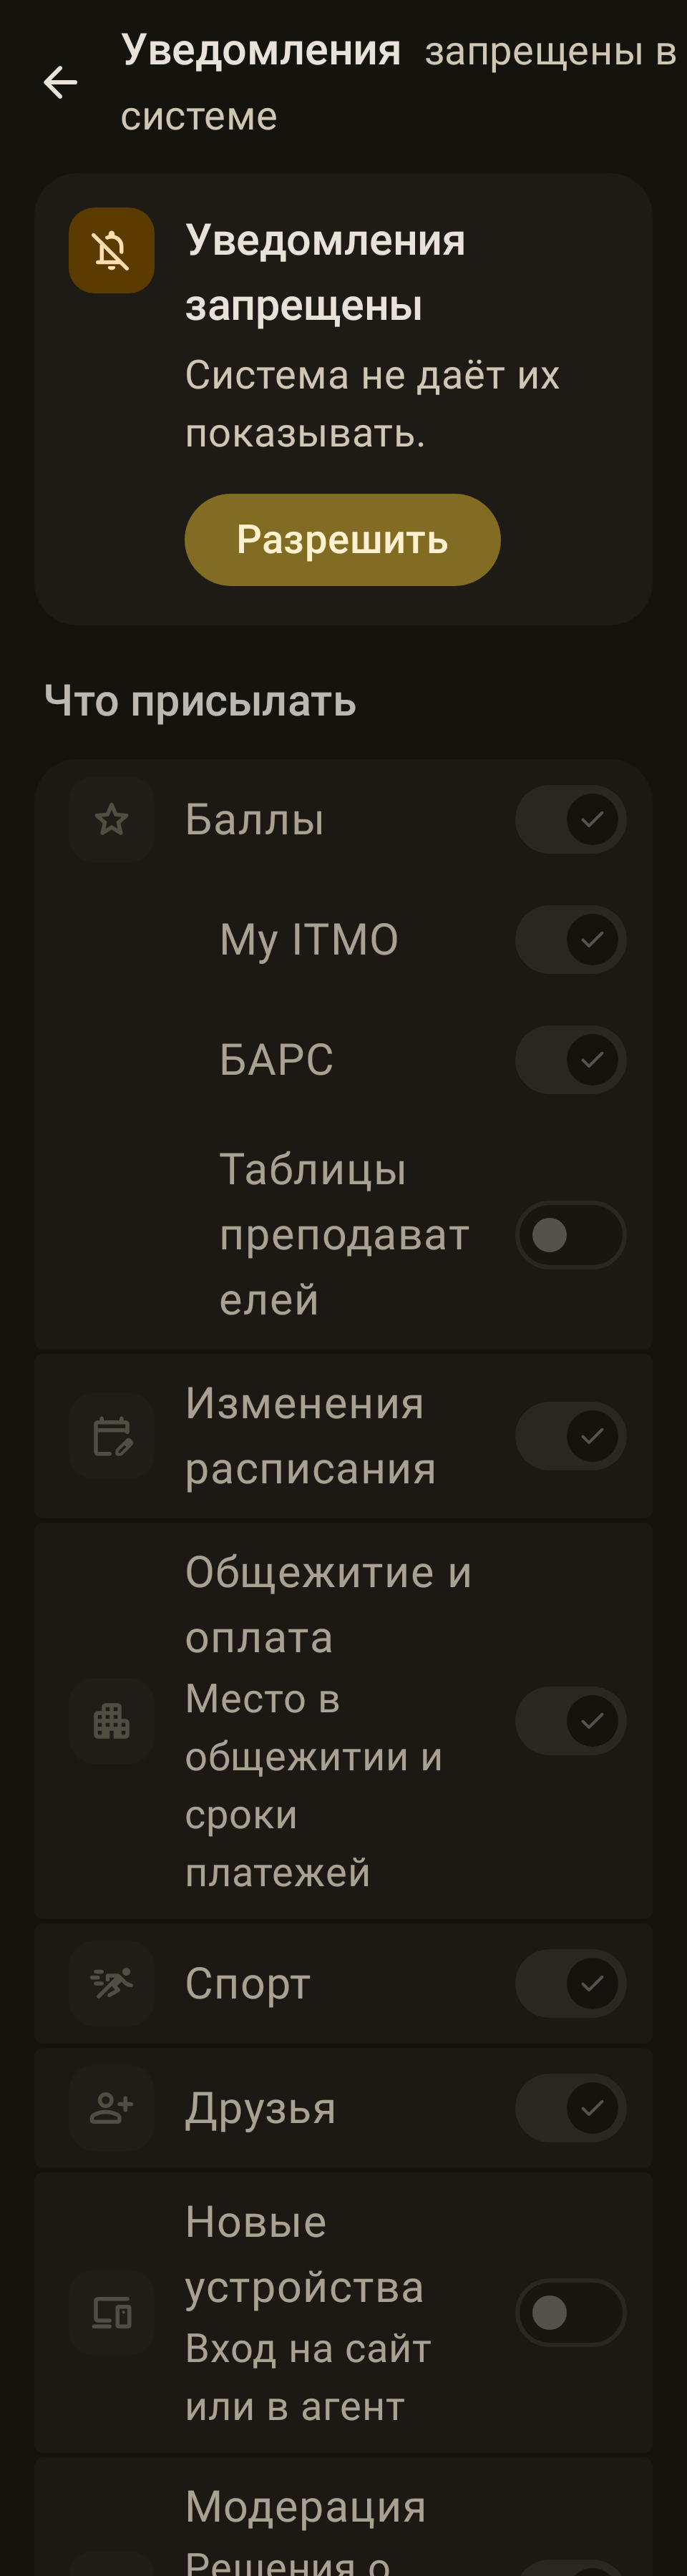 Уведомления запрещены в
системе
Уведомления
запрещены
Система не даёт их
показывать.
Разрешить
Что присылать
Баллы
My ITMO
БАРС
Таблицы
преподават
елей
Изменения
расписания
Общежитие и
оплата
Место в
общежитии и
сроки
платежей
Спорт
Друзья
Новые
устройства
Вход на сайт
или в агент
Модерация
Решения о